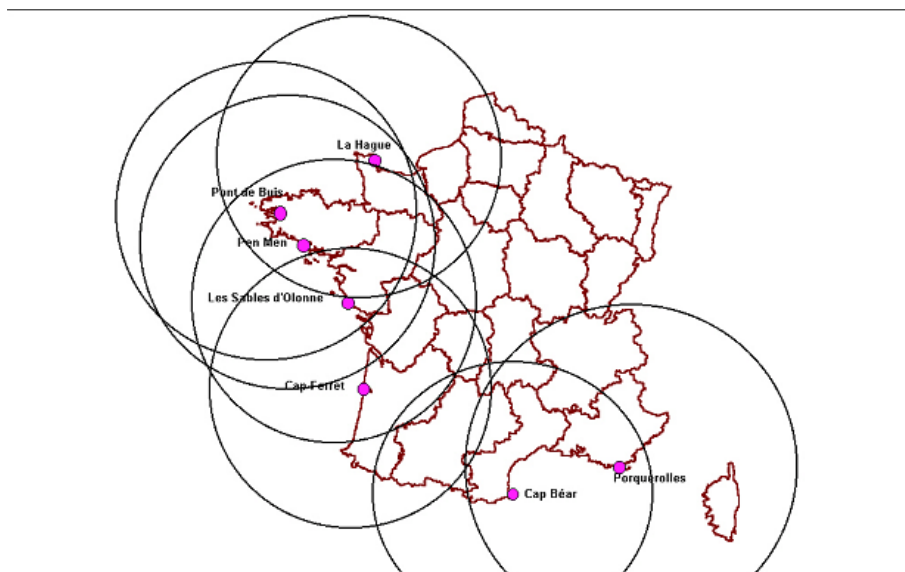 La Hague
Pont de Buis
Pen Men
Les Sables d'Olonne
Cap Ferret
Porquerolles
Cap Béar